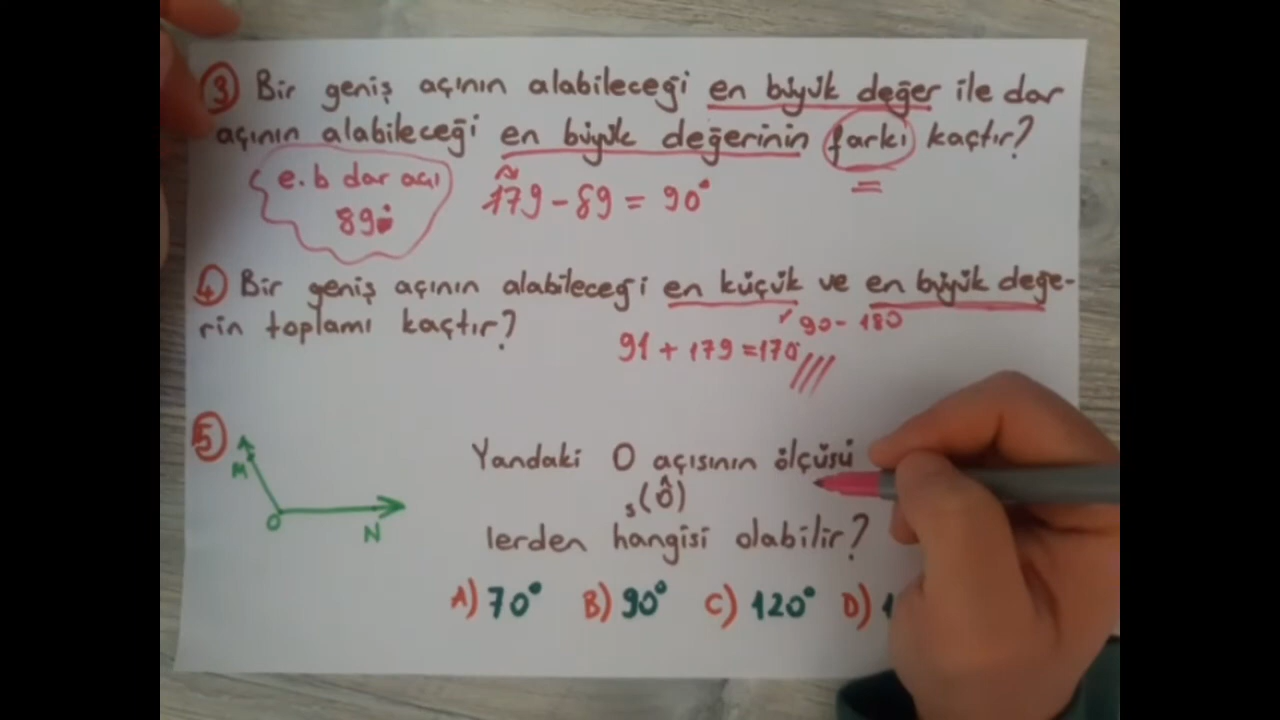 3 Bir geniş açının alabileceği en büyük değer ile dar
açının alabileceği en büyük değerinin farkı kaçtır?
e.b dar açı
89°
179 - 89 = 90°
4 Bir geniş açının alabileceği en küçük ve en büyük değe-
rin toplamı kaçtır?
90 - 180
91 + 179 = 170
5
M
O
N
Yandaki O açısının ölçüsü
s(Ô)
lerden hangisi olabilir?
A) 70° B) 90° C) 120° D)